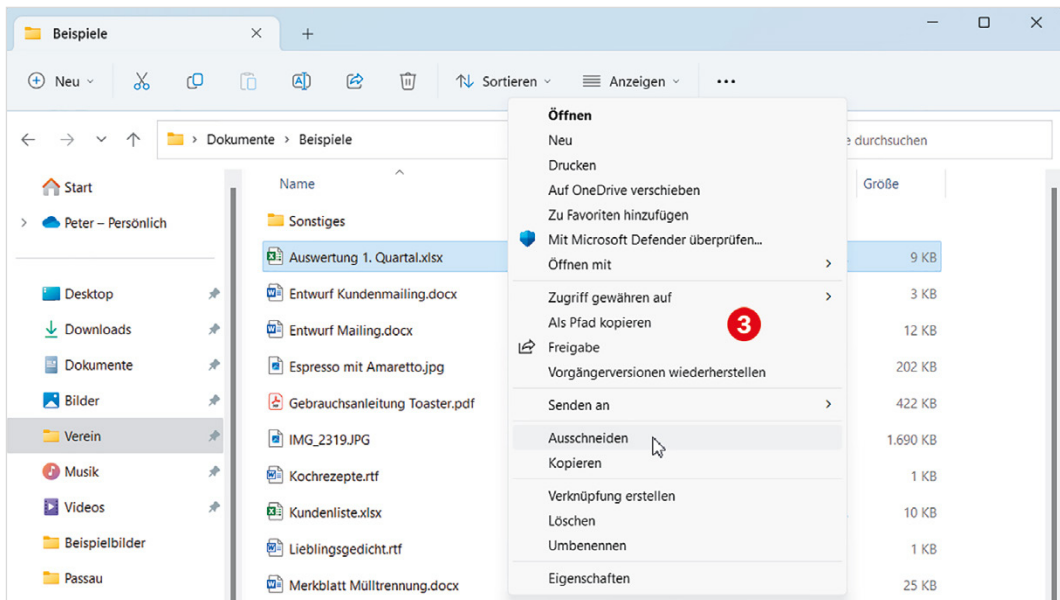 Beispiele
Neu
Sortieren
Anzeigen
Dokumente > Beispiele
durchsuchen
Start
Peter – Persönlich
Desktop
Downloads
Dokumente
Bilder
Verein
Musik
Videos
Beispielbilder
Passau
Name
Größe
Sonstiges
Auswertung 1. Quartal.xlsx 9 KB
Entwurf Kundenmailing.docx 3 KB
Entwurf Mailing.docx 12 KB
Espresso mit Amaretto.jpg 202 KB
Gebrauchsanleitung Toaster.pdf 422 KB
IMG_2319.JPG 1.690 KB
Kochrezepte.rtf 1 KB
Kundenliste.xlsx 10 KB
Lieblingsgedicht.rtf 1 KB
Merkblatt Mülltrennung.docx 25 KB
Öffnen
Neu
Drucken
Auf OneDrive verschieben
Zu Favoriten hinzufügen
Mit Microsoft Defender überprüfen...
Öffnen mit
Zugriff gewähren auf
Als Pfad kopieren
3
Freigabe
Vorgängerversionen wiederherstellen
Senden an
Ausschneiden
Kopieren
Verknüpfung erstellen
Löschen
Umbenennen
Eigenschaften